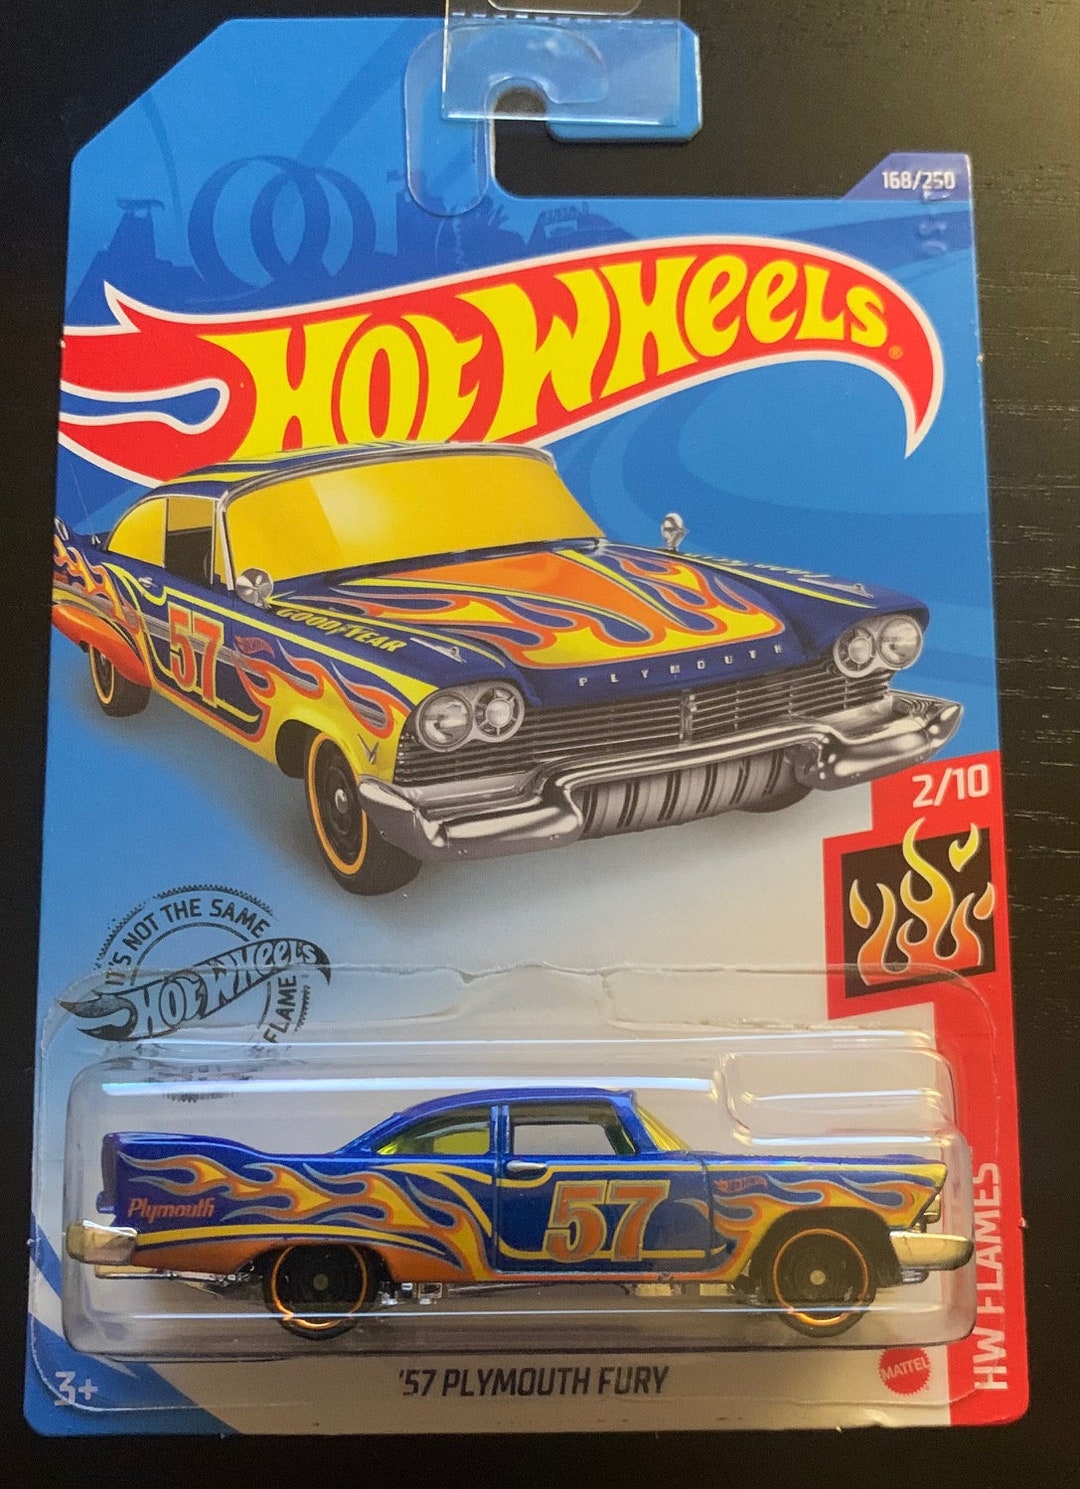 168/250
HOT WHEELS
GOOD YEAR
57
PLYMOUTH
2/10
IT'S NOT THE SAME
HOT WHEELS
FLAME
Plymouth
57
HW FLAMES
MATTEL
3+
'57 PLYMOUTH FURY